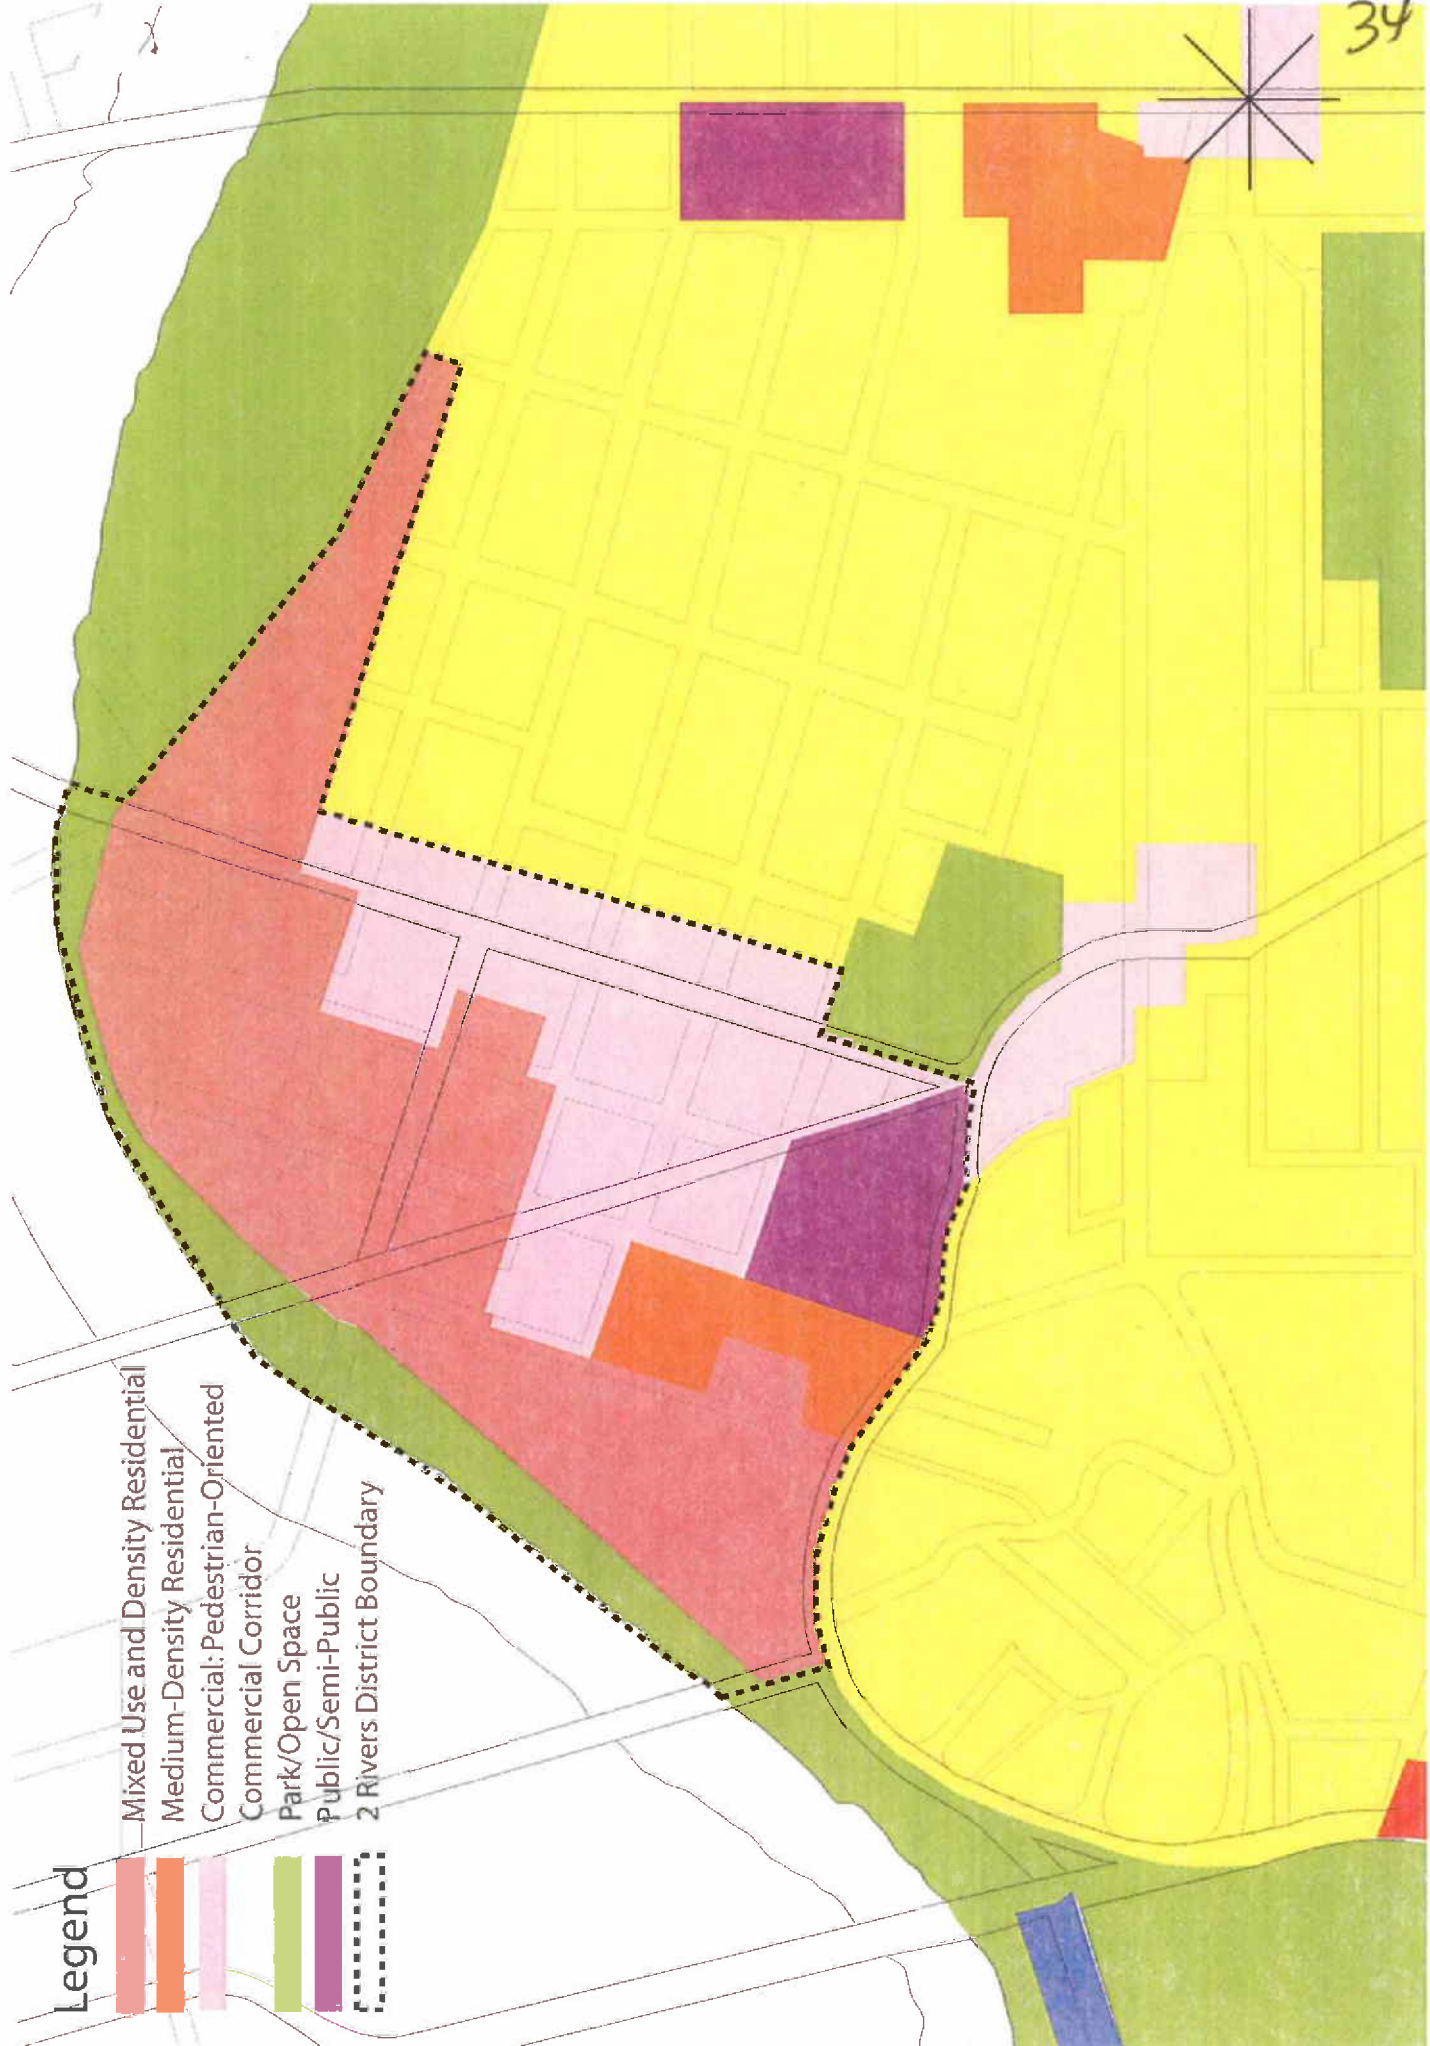 34
Legend
Mixed Use and Density Residential
Medium-Density Residential
Commercial: Pedestrian-Oriented
Commercial Corridor
Park/Open Space
Public/Semi-Public
2 Rivers District Boundary